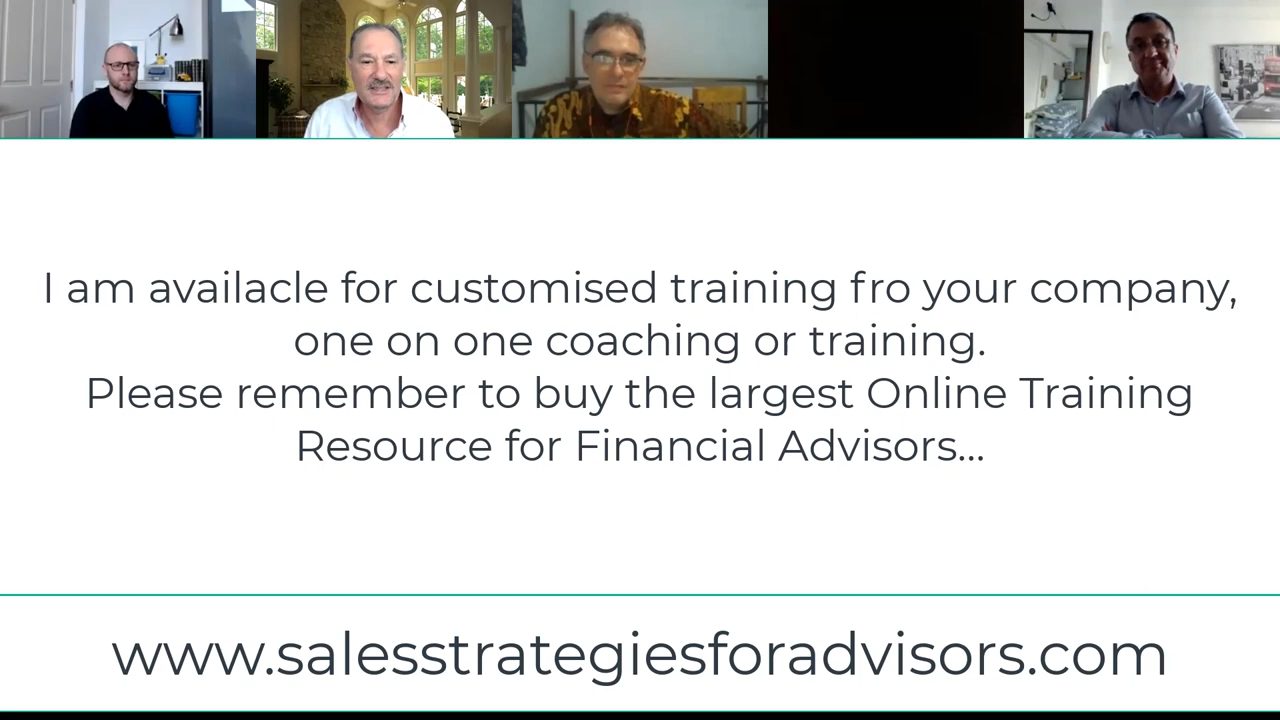 I am availacle for customised training fro your company,
one on one coaching or training.
Please remember to buy the largest Online Training
Resource for Financial Advisors...
www.salesstrategiesforadvisors.com